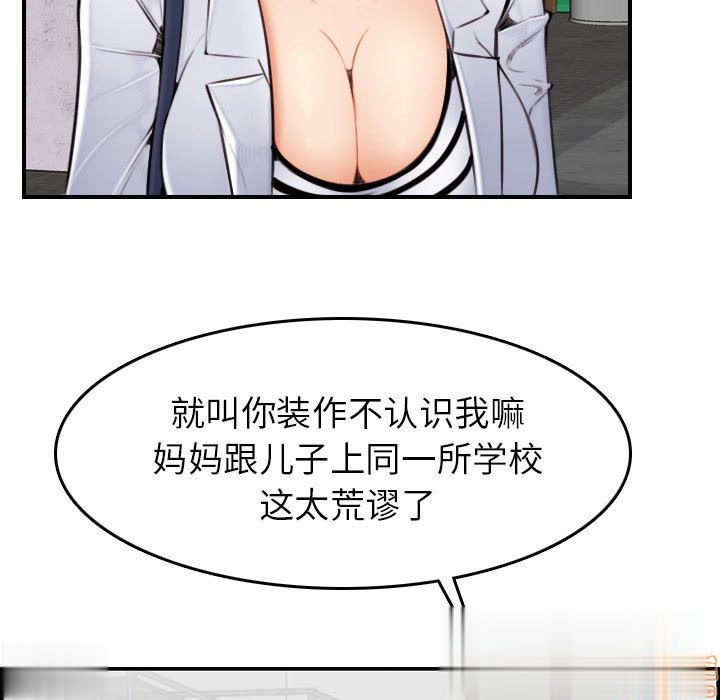 就叫你装作不认识我嘛
妈妈跟儿子上同一所学校
这太荒谬了